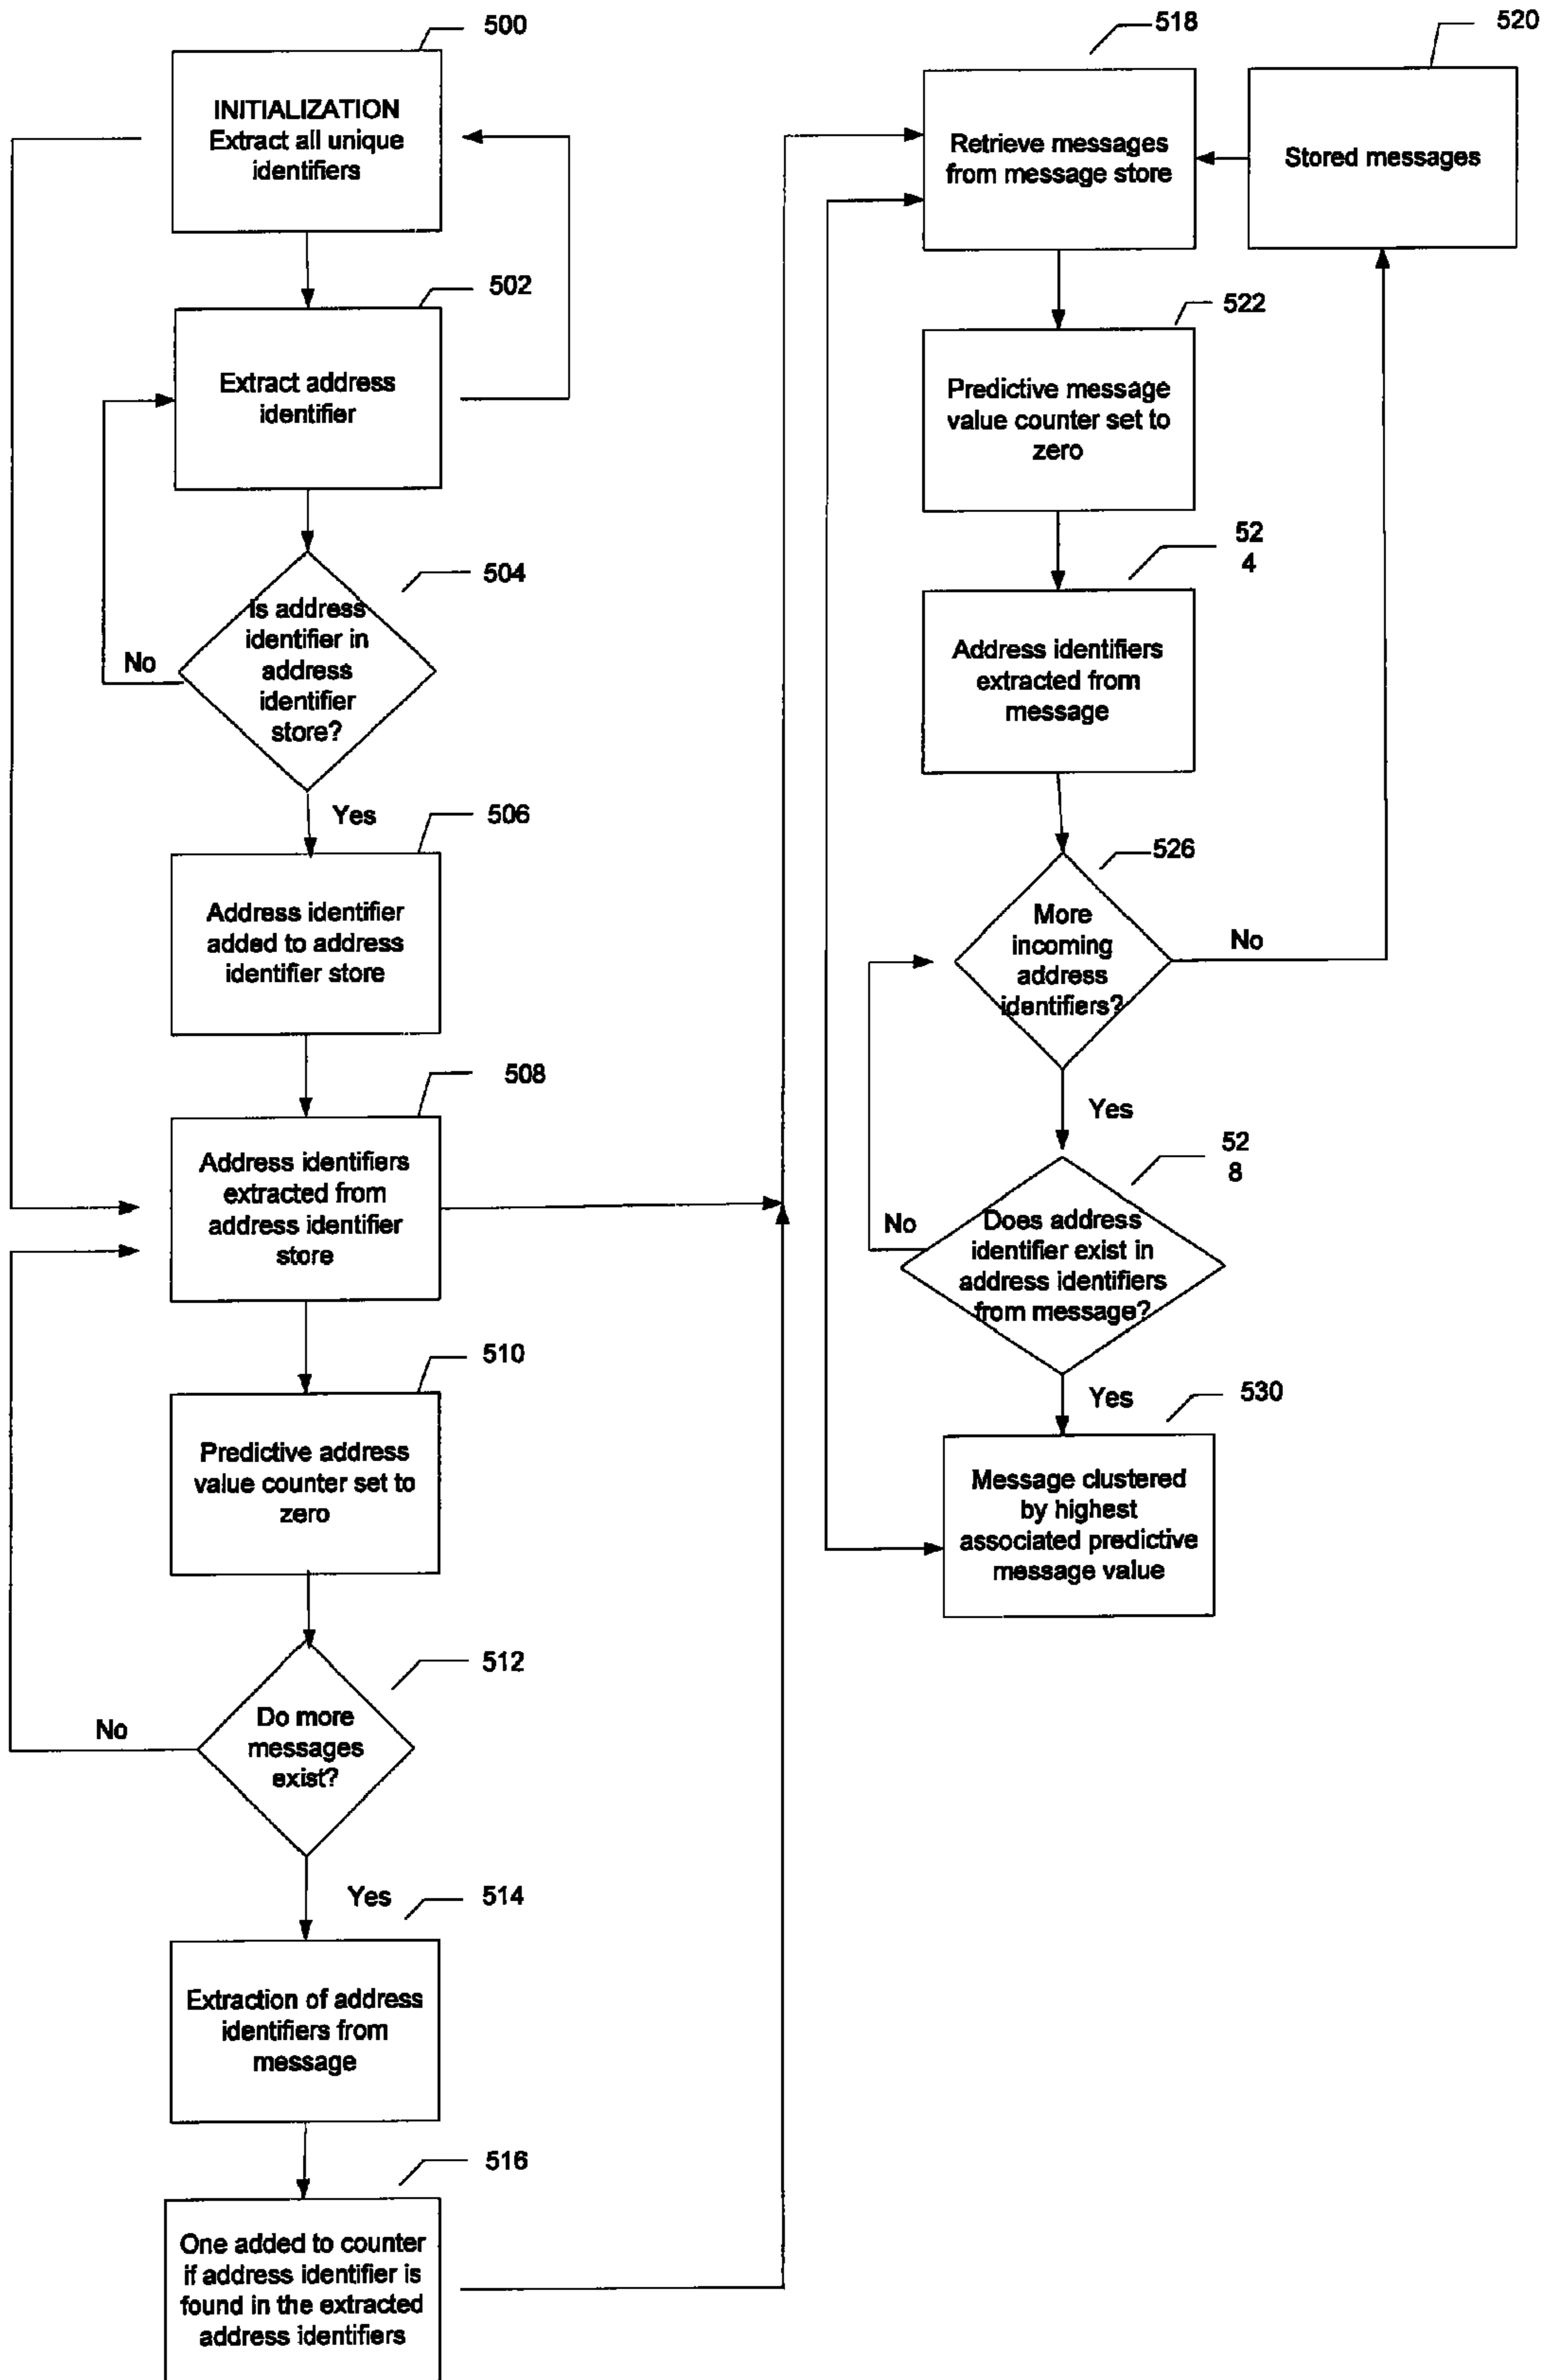 500
INITIALIZATION
Extract all unique
identifiers
502
Extract address
identifier
504
Is address
identifier in
address
identifier
store?
No
Yes
506
Address identifier
added to address
identifier store
508
Address identifiers
extracted from
address identifier
store
510
Predictive address
value counter set to
zero
512
Do more
messages
exist?
No
Yes
514
Extraction of address
identifiers from
message
516
One added to counter
if address identifier is
found in the extracted
address identifiers
518
Retrieve messages
from message store
520
Stored messages
522
Predictive message
value counter set to
zero
52
4
Address identifiers
extracted from
message
526
More
incoming
address
identifiers?
No
Yes
52
8
Does address
identifier exist in
address identifiers
from message?
No
Yes
530
Message clustered
by highest
associated predictive
message value